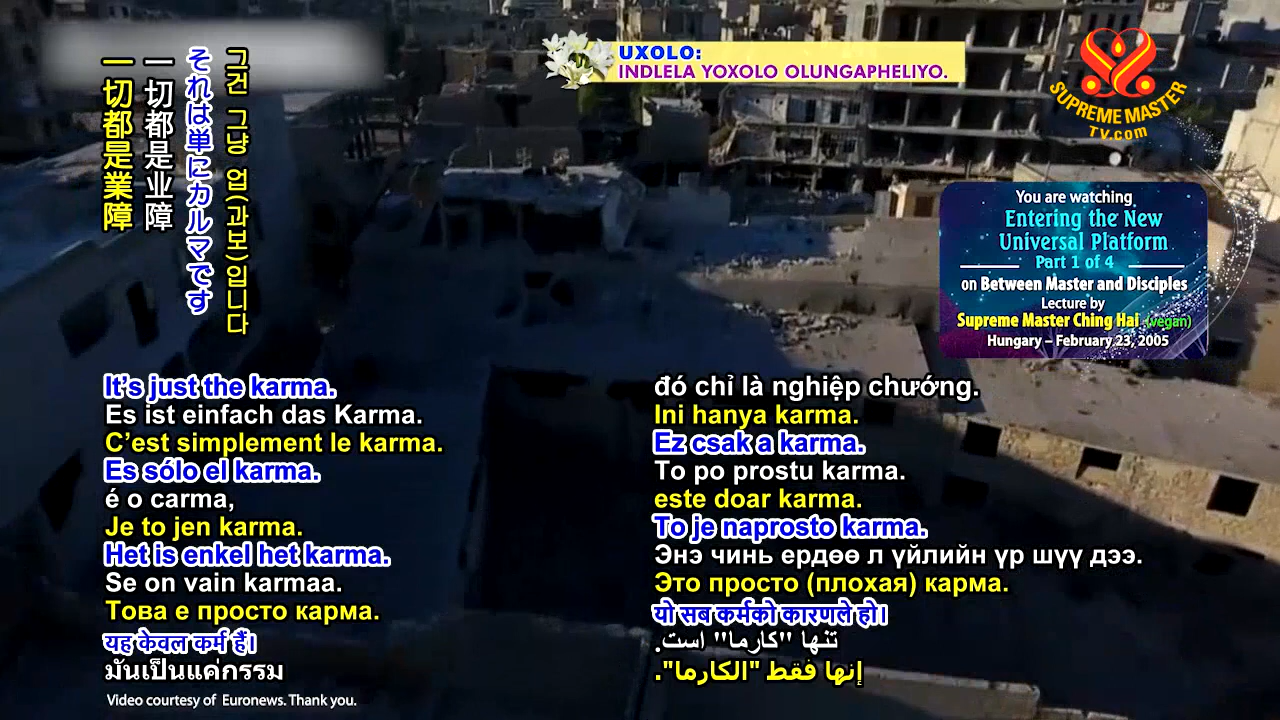 그건 그냥 업(과보)입니다
それは単にカルマです
一切都是业障
一切都是業障
UXOLO:
INDLELA YOXOLO OLUNGAPHELIYO.
SUPREME MASTER
TV.com
You are watching
Entering the New
Universal Platform
Part 1 of 4
on Between Master and Disciples
Lecture by
Supreme Master Ching Hai (vegan)
Hungary – February 23, 2005
It's just the karma.
Es ist einfach das Karma.
C'est simplement le karma.
Es sólo el karma.
é o carma,
Je to jen karma.
Het is enkel het karma.
Se on vain karmaa.
Това е просто карма.
यह केवल कर्म हैं।
มันเป็นแค่กรรม
đó chỉ là nghiệp chướng.
Ini hanya karma.
Ez csak a karma.
To po prostu karma.
este doar karma.
To je naprosto karma.
Энэ чинь ердөө л үйлийн үр шүү дээ.
Это просто (плохая) карма.
यो सब कर्मको कारणले हो।
تنها "کارما" است.
إنها فقط "الكارما".
Video courtesy of Euronews. Thank you.